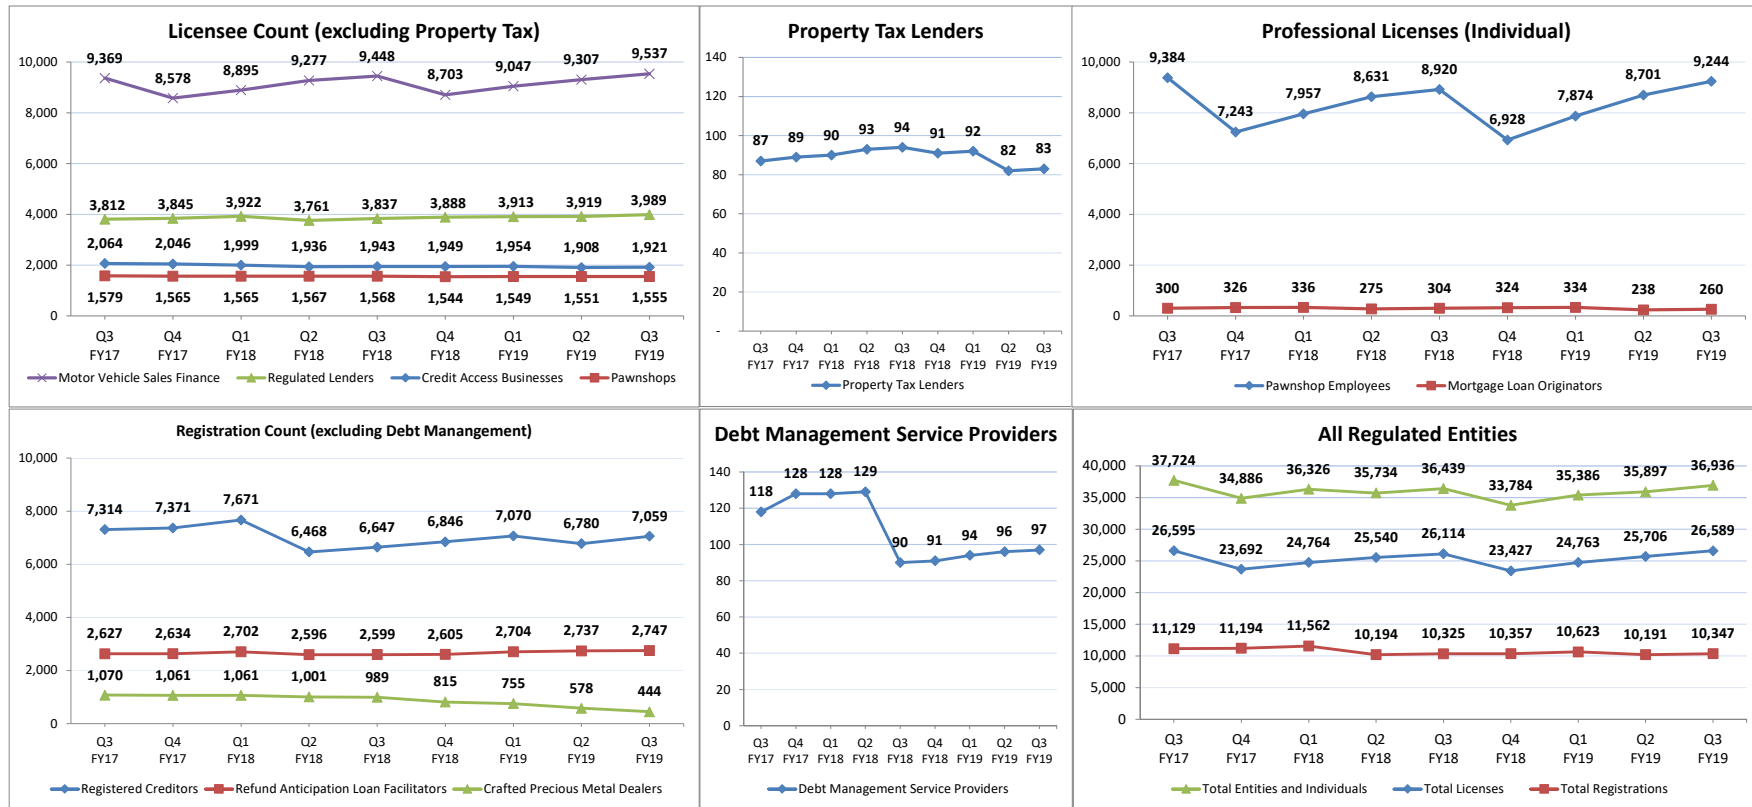 Licensee Count (excluding Property Tax)
10,000
8,000
6,000
4,000
2,000
0
9,369 8,578 8,895 9,277 9,448 8,703 9,047 9,307 9,537
3,812 3,845 3,922 3,761 3,837 3,888 3,913 3,919 3,989
2,064 2,046 1,999 1,936 1,943 1,949 1,954 1,908 1,921
1,579 1,565 1,565 1,567 1,568 1,544 1,549 1,551 1,555
Q3 Q4 Q1 Q2 Q3 Q4 Q1 Q2 Q3
FY17 FY17 FY18 FY18 FY18 FY18 FY19 FY19 FY19
Motor Vehicle Sales Finance Regulated Lenders Credit Access Businesses Pawnshops
Property Tax Lenders
140
120
100
80
60
40
20
-
87 89 90 93 94 91 92 82 83
Q3 Q4 Q1 Q2 Q3 Q4 Q1 Q2 Q3
FY17 FY17 FY18 FY18 FY18 FY18 FY19 FY19 FY19
Property Tax Lenders
Professional Licenses (Individual)
10,000
8,000
6,000
4,000
2,000
0
9,384 7,243 7,957 8,631 8,920 6,928 7,874 8,701 9,244
300 326 336 275 304 324 334 238 260
Q3 Q4 Q1 Q2 Q3 Q4 Q1 Q2 Q3
FY17 FY17 FY18 FY18 FY18 FY18 FY19 FY19 FY19
Pawnshop Employees Mortgage Loan Originators
Registration Count (excluding Debt Manangement)
10,000
8,000
6,000
4,000
2,000
0
7,314 7,371 7,671 6,468 6,647 6,846 7,070 6,780 7,059
2,627 2,634 2,702 2,596 2,599 2,605 2,704 2,737 2,747
1,070 1,061 1,061 1,001 989 815 755 578 444
Q3 Q4 Q1 Q2 Q3 Q4 Q1 Q2 Q3
FY17 FY17 FY18 FY18 FY18 FY18 FY19 FY19 FY19
Registered Creditors Refund Anticipation Loan Facilitators Crafted Precious Metal Dealers
Debt Management Service Providers
140
120
100
80
60
40
20
0
118 128 128 129 90 91 94 96 97
Q3 Q4 Q1 Q2 Q3 Q4 Q1 Q2 Q3
FY17 FY17 FY18 FY18 FY18 FY18 FY19 FY19 FY19
Debt Management Service Providers
All Regulated Entities
40,000
35,000
30,000
25,000
20,000
15,000
10,000
5,000
0
37,724 34,886 36,326 35,734 36,439 33,784 35,386 35,897 36,936
26,595 23,692 24,764 25,540 26,114 23,427 24,763 25,706 26,589
11,129 11,194 11,562 10,194 10,325 10,357 10,623 10,191 10,347
Q3 Q4 Q1 Q2 Q3 Q4 Q1 Q2 Q3
FY17 FY17 FY18 FY18 FY18 FY18 FY19 FY19 FY19
Total Entities and Individuals Total Licenses Total Registrations